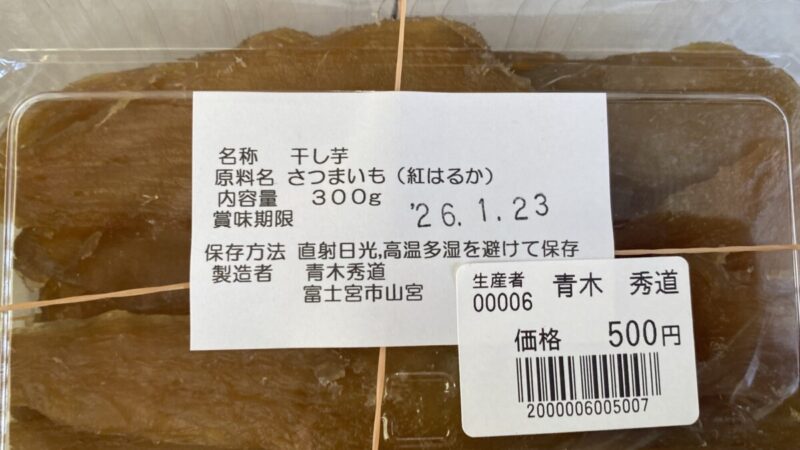 名称 干し芋
原料名 さつまいも（紅はるか）
内容量 300g
賞味期限 '26.1.23
保存方法 直射日光,高温多湿を避けて保存
製造者 青木秀道
富士宮市山宮
生産者
00006 青木 秀道
価格 500円
2000006005007